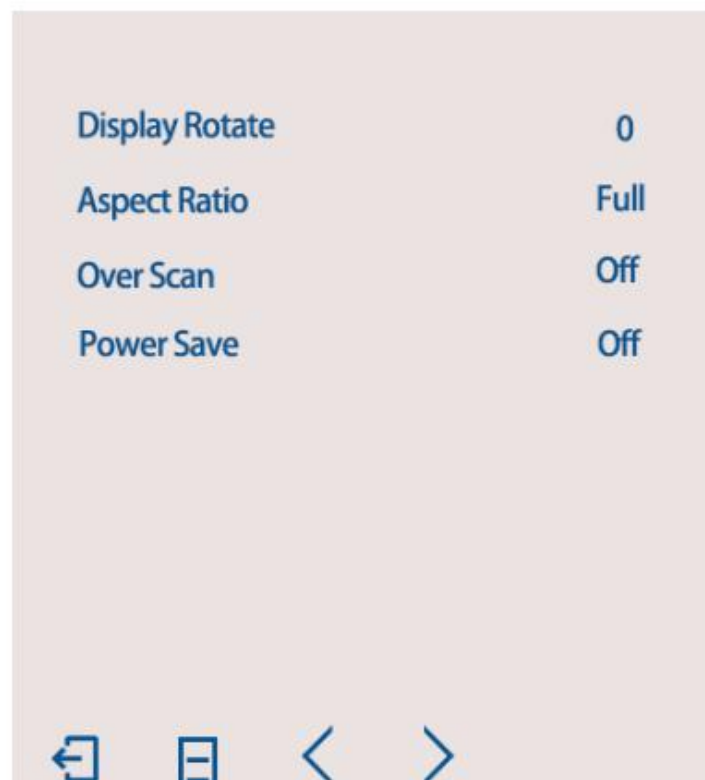 Display Rotate 0
Aspect Ratio Full
Over Scan Off
Power Save Off